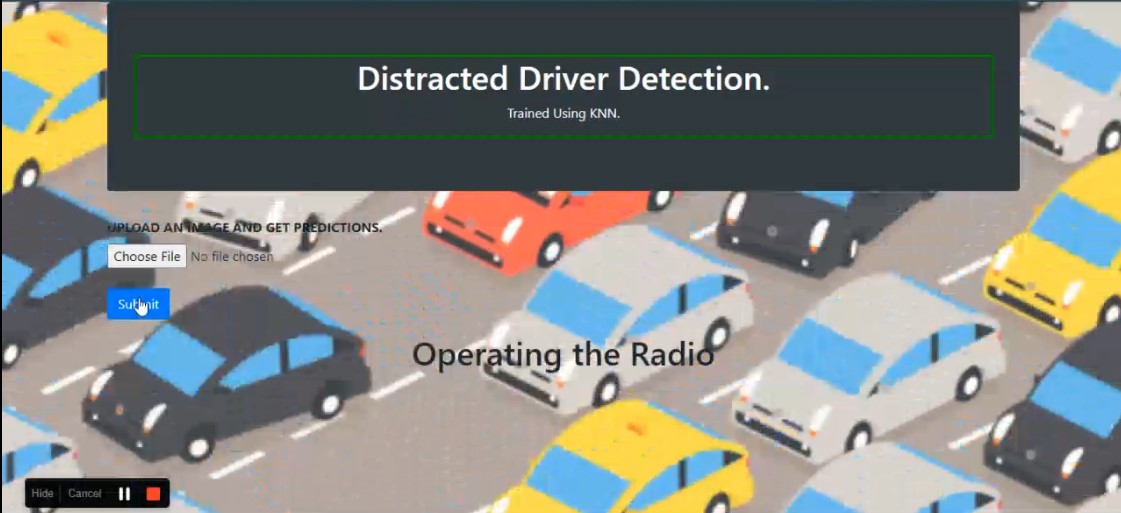 Distracted Driver Detection.
Trained Using KNN.
UPLOAD AN IMAGE AND GET PREDICTIONS.
Choose File No file chosen
Submit
Operating the Radio
Hide Cancel